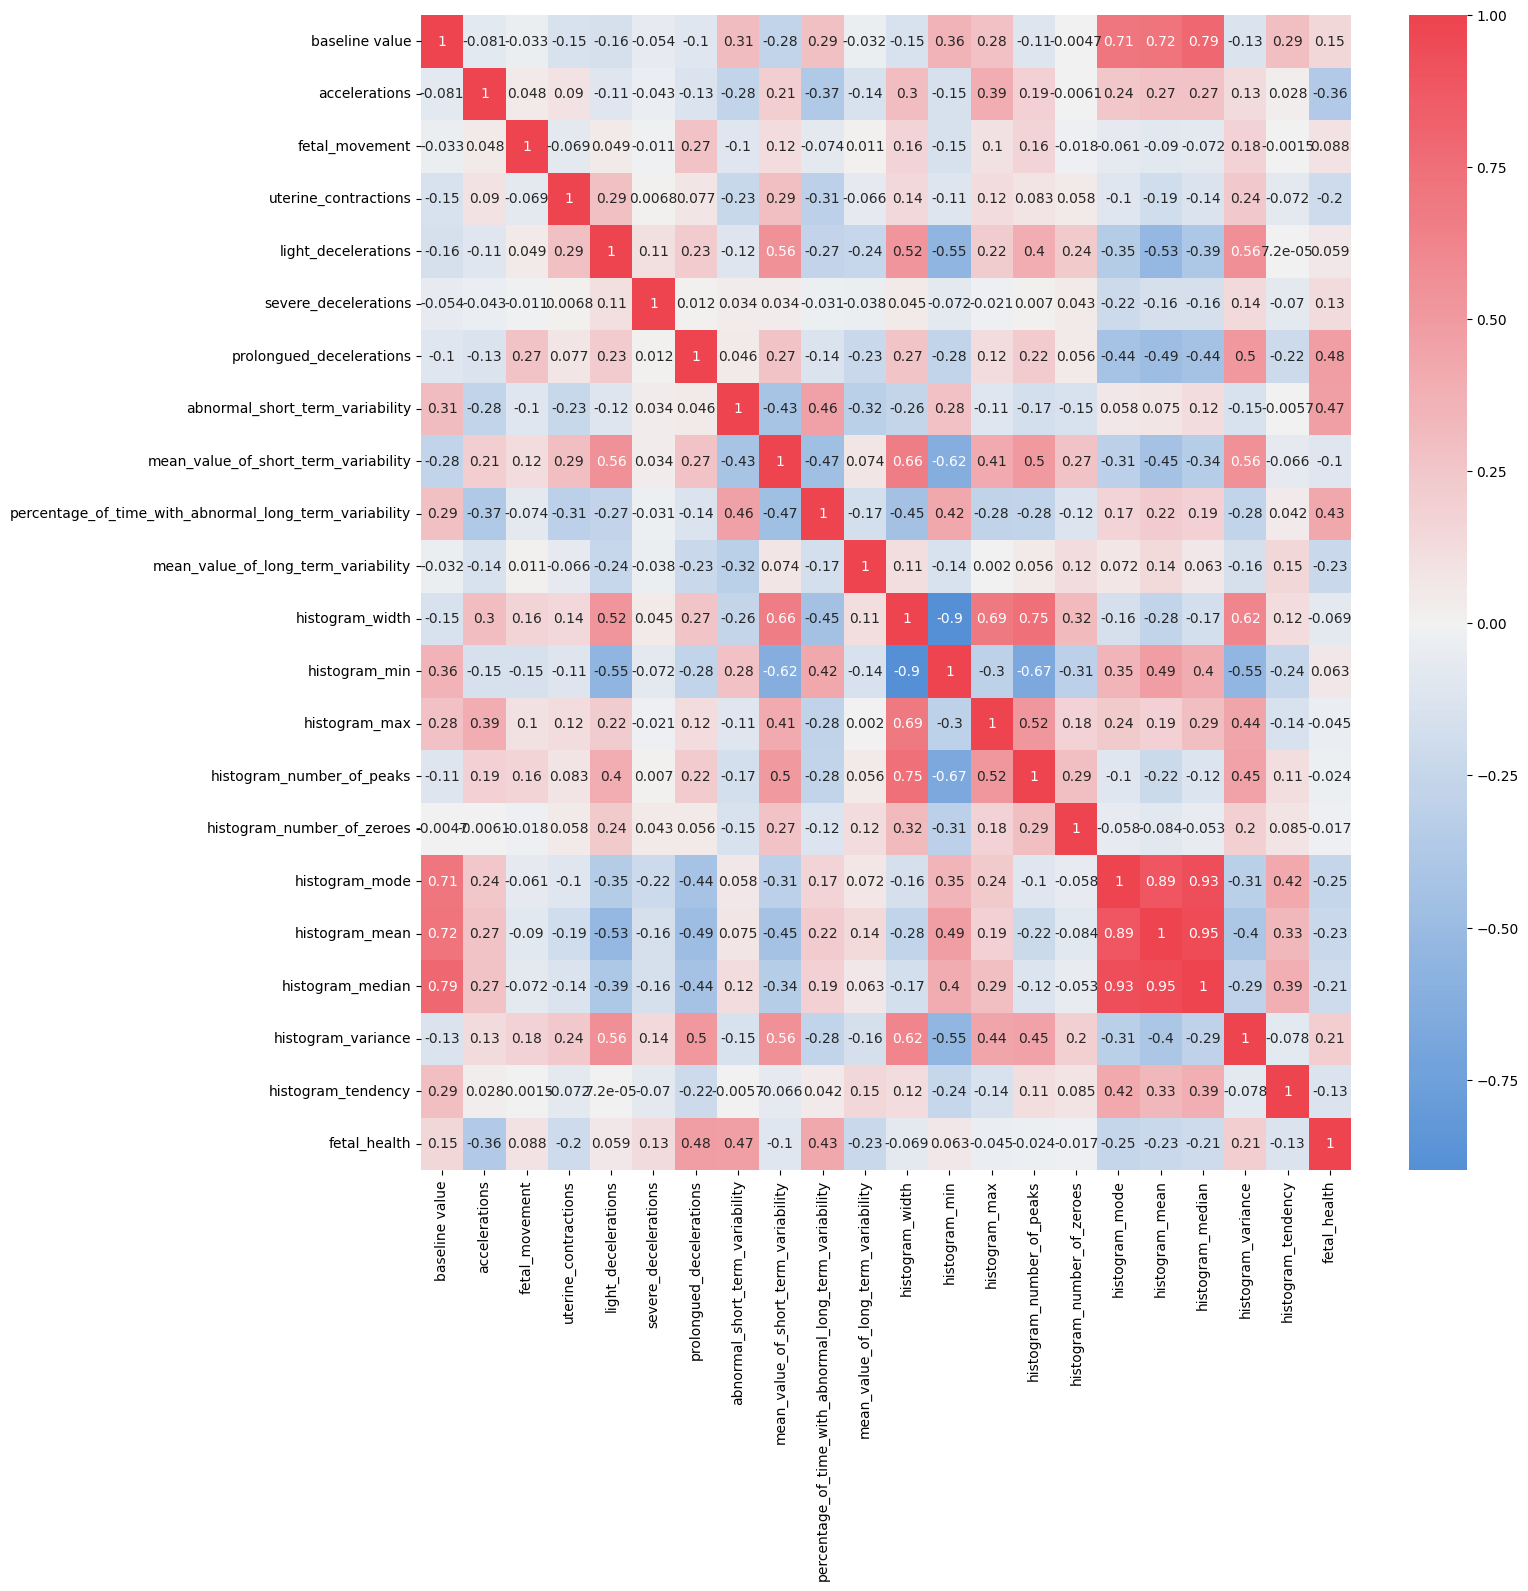 baseline value 1 -0.081 -0.033 -0.15 -0.16 -0.054 -0.1 0.31 -0.28 0.29 -0.032 -0.15 0.36 0.28 -0.11 -0.0047 0.71 0.72 0.79 -0.13 0.29 0.15
accelerations -0.081 1 0.048 0.09 -0.11 -0.043 -0.13 -0.28 0.21 -0.37 -0.14 0.3 -0.15 0.39 0.19 -0.0061 0.24 0.27 0.27 0.13 0.028 -0.36
fetal_movement -0.033 0.048 1 -0.069 0.049 -0.011 0.27 -0.1 0.12 -0.074 0.011 0.16 -0.15 0.1 0.16 -0.018 -0.061 -0.09 -0.072 0.18 -0.0015 0.088
uterine_contractions -0.15 0.09 -0.069 1 0.29 0.0068 0.077 -0.23 0.29 -0.31 -0.066 0.14 -0.11 0.12 0.083 0.058 -0.1 -0.19 -0.14 0.24 -0.072 -0.2
light_decelerations -0.16 -0.11 0.049 0.29 1 0.11 0.23 -0.12 0.56 -0.27 -0.24 0.52 -0.55 0.22 0.4 0.24 -0.35 -0.53 -0.39 0.56 7.2e-05 0.059
severe_decelerations -0.054 -0.043 -0.011 0.0068 0.11 1 0.012 0.034 0.034 -0.031 -0.038 0.045 -0.072 -0.021 0.007 0.043 -0.22 -0.16 -0.16 0.14 -0.07 0.13
prolongued_decelerations -0.1 -0.13 0.27 0.077 0.23 0.012 1 0.046 0.27 -0.14 -0.23 0.27 -0.28 0.12 0.22 0.056 -0.44 -0.49 -0.44 0.5 -0.22 0.48
abnormal_short_term_variability 0.31 -0.28 -0.1 -0.23 -0.12 0.034 0.046 1 -0.43 0.46 -0.32 -0.26 0.28 -0.11 -0.17 -0.15 0.058 0.075 0.12 -0.15 -0.0057 0.47
mean_value_of_short_term_variability -0.28 0.21 0.12 0.29 0.56 0.034 0.27 -0.43 1 -0.47 0.074 0.66 -0.62 0.41 0.5 0.27 -0.31 -0.45 -0.34 0.56 -0.066 -0.1
percentage_of_time_with_abnormal_long_term_variability 0.29 -0.37 -0.074 -0.31 -0.27 -0.031 -0.14 0.46 -0.47 1 -0.17 -0.45 0.42 -0.28 -0.28 -0.12 0.17 0.22 0.19 -0.28 0.042 0.43
mean_value_of_long_term_variability -0.032 -0.14 0.011 -0.066 -0.24 -0.038 -0.23 -0.32 0.074 -0.17 1 0.11 -0.14 0.002 0.056 0.12 0.072 0.14 0.063 -0.16 0.15 -0.23
histogram_width -0.15 0.3 0.16 0.14 0.52 0.045 0.27 -0.26 0.66 -0.45 0.11 1 -0.9 0.69 0.75 0.32 -0.16 -0.28 -0.17 0.62 0.12 -0.069
histogram_min 0.36 -0.15 -0.15 -0.11 -0.55 -0.072 -0.28 0.28 -0.62 0.42 -0.14 -0.9 1 -0.3 -0.67 -0.31 0.35 0.49 0.4 -0.55 -0.24 0.063
histogram_max 0.28 0.39 0.1 0.12 0.22 -0.021 0.12 -0.11 0.41 -0.28 0.002 0.69 -0.3 1 0.52 0.18 0.24 0.19 0.29 0.44 -0.14 -0.045
histogram_number_of_peaks -0.11 0.19 0.16 0.083 0.4 0.007 0.22 -0.17 0.5 -0.28 0.056 0.75 -0.67 0.52 1 0.29 -0.1 -0.22 -0.12 0.45 0.11 -0.024
histogram_number_of_zeroes -0.0047 -0.0061 -0.018 0.058 0.24 0.043 0.056 -0.15 0.27 -0.12 0.12 0.32 -0.31 0.18 0.29 1 -0.058 -0.084 -0.053 0.2 0.085 -0.017
histogram_mode 0.71 0.24 -0.061 -0.1 -0.35 -0.22 -0.44 0.058 -0.31 0.17 0.072 -0.16 0.35 0.24 -0.1 -0.058 1 0.89 0.93 -0.31 0.42 -0.25
histogram_mean 0.72 0.27 -0.09 -0.19 -0.53 -0.16 -0.49 0.075 -0.45 0.22 0.14 -0.28 0.49 0.19 -0.22 -0.084 0.89 1 0.95 -0.4 0.33 -0.23
histogram_median 0.79 0.27 -0.072 -0.14 -0.39 -0.16 -0.44 0.12 -0.34 0.19 0.063 -0.17 0.4 0.29 -0.12 -0.053 0.93 0.95 1 -0.29 0.39 -0.21
histogram_variance -0.13 0.13 0.18 0.24 0.56 0.14 0.5 -0.15 0.56 -0.28 -0.16 0.62 -0.55 0.44 0.45 0.2 -0.31 -0.4 -0.29 1 -0.078 0.21
histogram_tendency 0.29 0.028 -0.0015 -0.072 7.2e-05 -0.07 -0.22 -0.0057 -0.066 0.042 0.15 0.12 -0.24 -0.14 0.11 0.085 0.42 0.33 0.39 -0.078 1 -0.13
fetal_health 0.15 -0.36 0.088 -0.2 0.059 0.13 0.48 0.47 -0.1 0.43 -0.23 -0.069 0.063 -0.045 -0.024 -0.017 -0.25 -0.23 -0.21 0.21 -0.13 1
baseline value
accelerations
fetal_movement
uterine_contractions
light_decelerations
severe_decelerations
prolongued_decelerations
abnormal_short_term_variability
mean_value_of_short_term_variability
percentage_of_time_with_abnormal_long_term_variability
mean_value_of_long_term_variability
histogram_width
histogram_min
histogram_max
histogram_number_of_peaks
histogram_number_of_zeroes
histogram_mode
histogram_mean
histogram_median
histogram_variance
histogram_tendency
fetal_health
1.00
0.75
0.50
0.25
0.00
−0.25
−0.50
−0.75